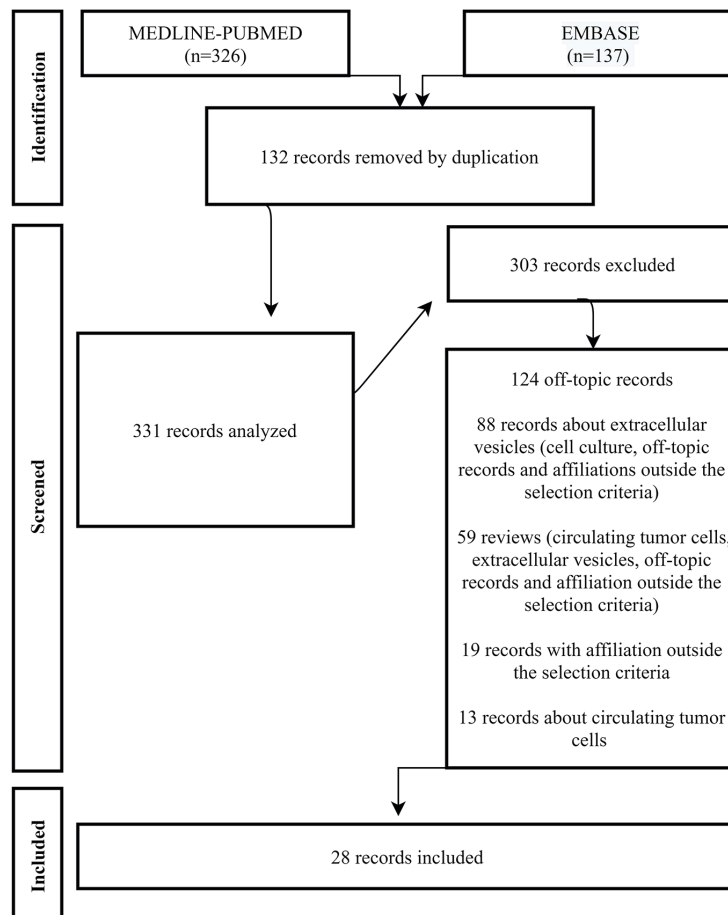 Identification
MEDLINE-PUBMED
(n=326)
EMBASE
(n=137)
132 records removed by duplication
Screened
303 records excluded
331 records analyzed
124 off-topic records
88 records about extracellular
vesicles (cell culture, off-topic
records and affiliations outside the
selection criteria)
59 reviews (circulating tumor cells,
extracellular vesicles, off-topic
records and affiliation outside the
selection criteria)
19 records with affiliation outside
the selection criteria
13 records about circulating tumor
cells
Included
28 records included